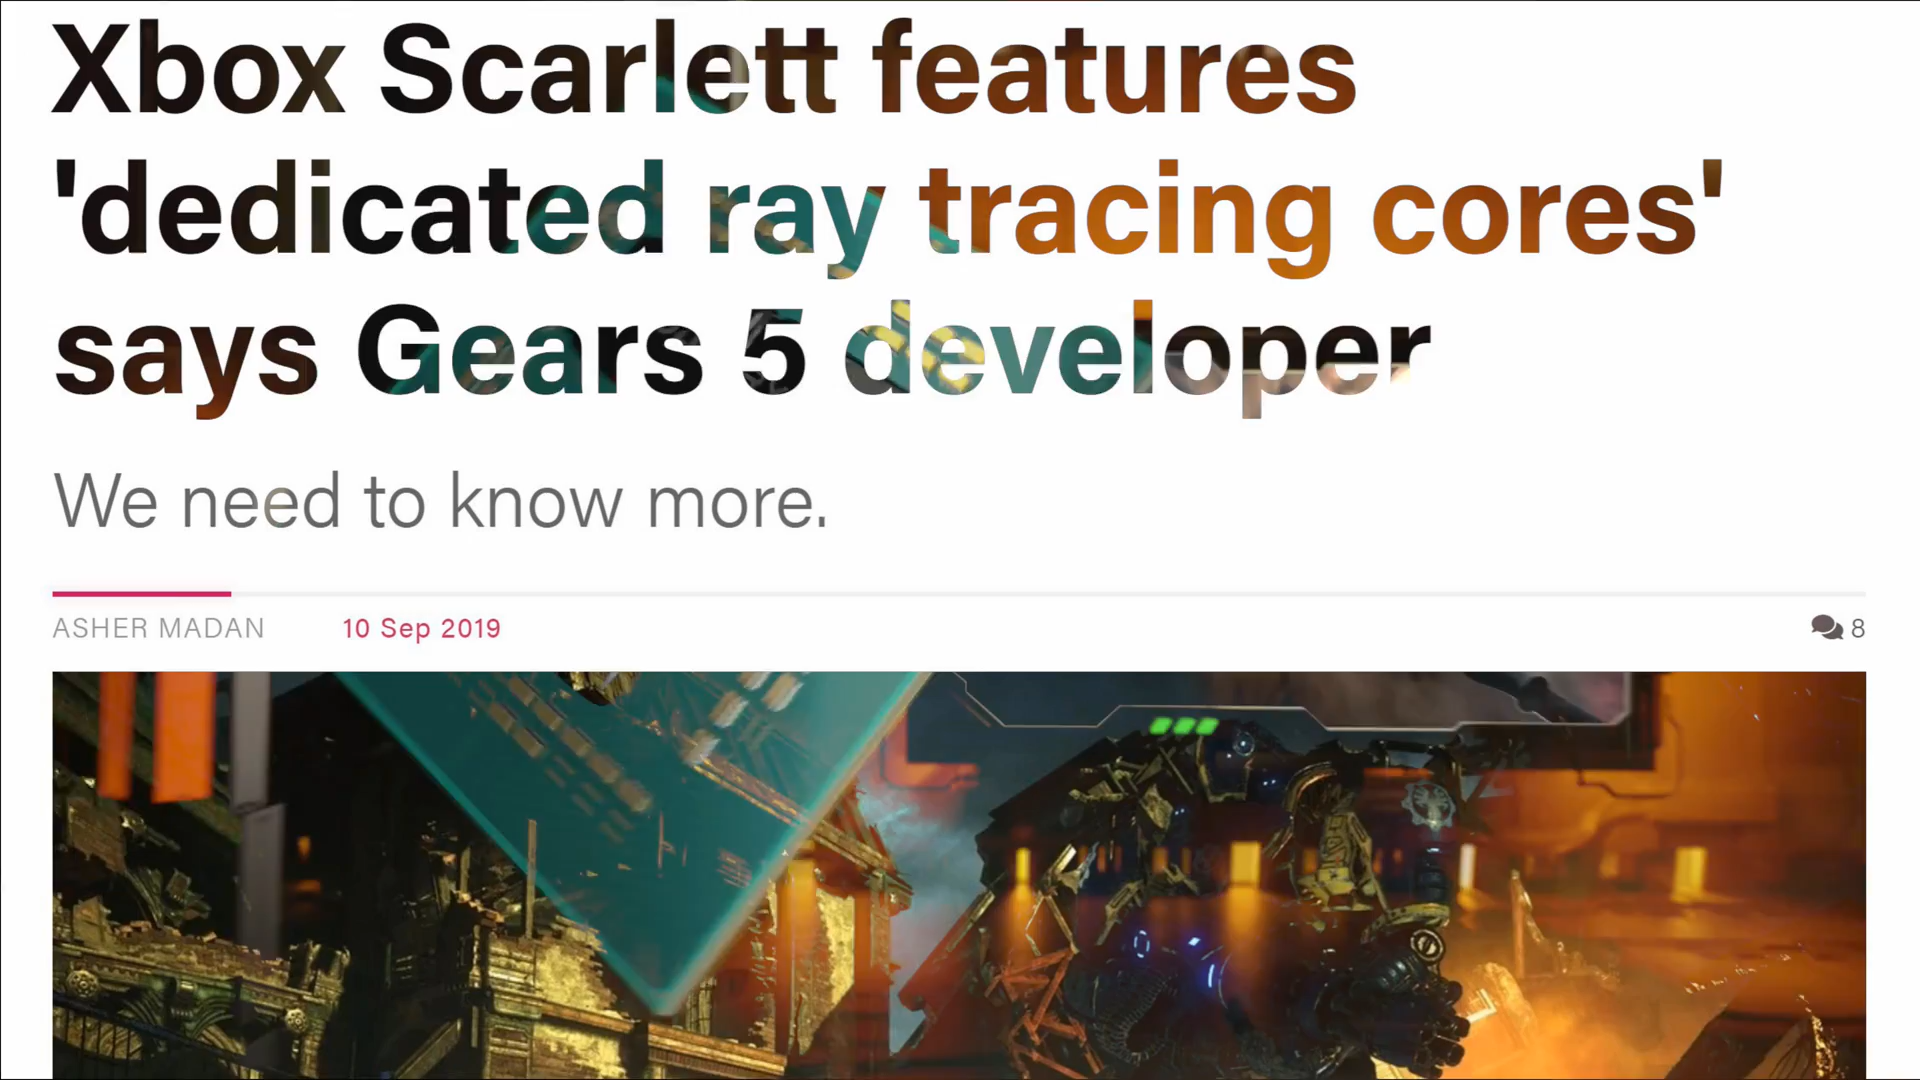 Xbox Scarlett features
'dedicated ray tracing cores'
says Gears 5 developer
We need to know more.
ASHER MADAN 10 Sep 2019 8